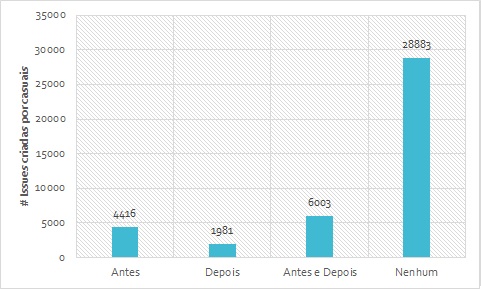 # Issues criadas por casuais
35000
30000
25000
20000
15000
10000
5000
0
4416
1981
6003
28883
Antes
Depois
Antes e Depois
Nenhum